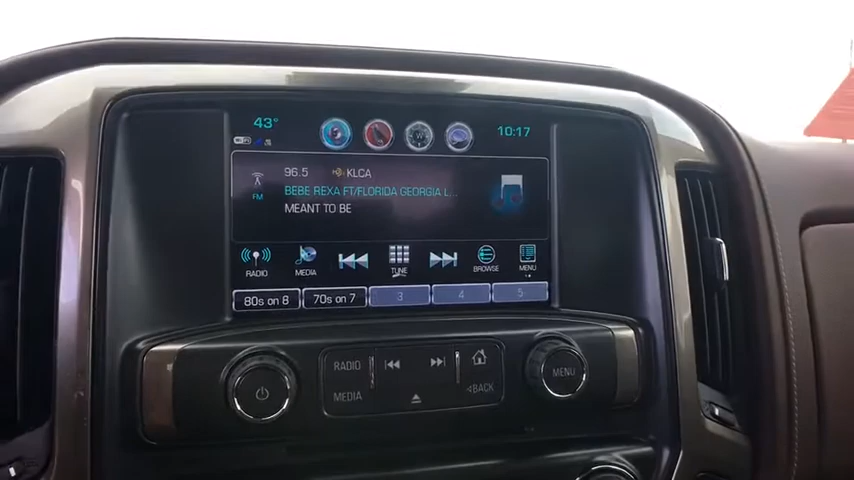 43°
10:17
96.5 KLCA
FM
BEBE REXA FT/FLORIDA GEORGIA L...
MEANT TO BE
RADIO MEDIA TUNE BROWSE MENU
80s on 8 70s on 7 3 4 5
RADIO
MEDIA
BACK
MENU